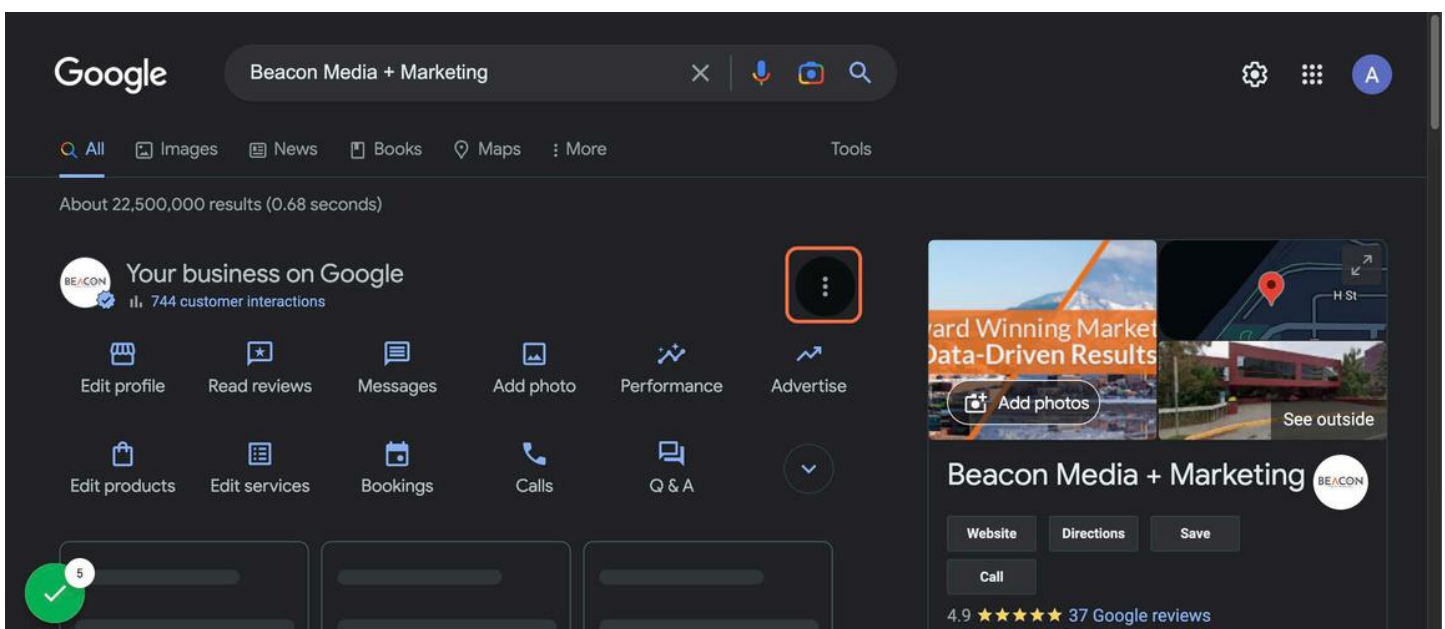 Google
Beacon Media + Marketing
A
All Images News Books Maps More
Tools
About 22,500,000 results (0.68 seconds)
BEACON
Your business on Google
744 customer interactions
Edit profile Read reviews Messages Add photo Performance Advertise
Edit products Edit services Bookings Calls Q & A
5
ard Winning Market
Data-Driven Results
Add photos
H St
See outside
Beacon Media + Marketing
BEACON
Website Directions Save
Call
4.9 ★★★★★ 37 Google reviews